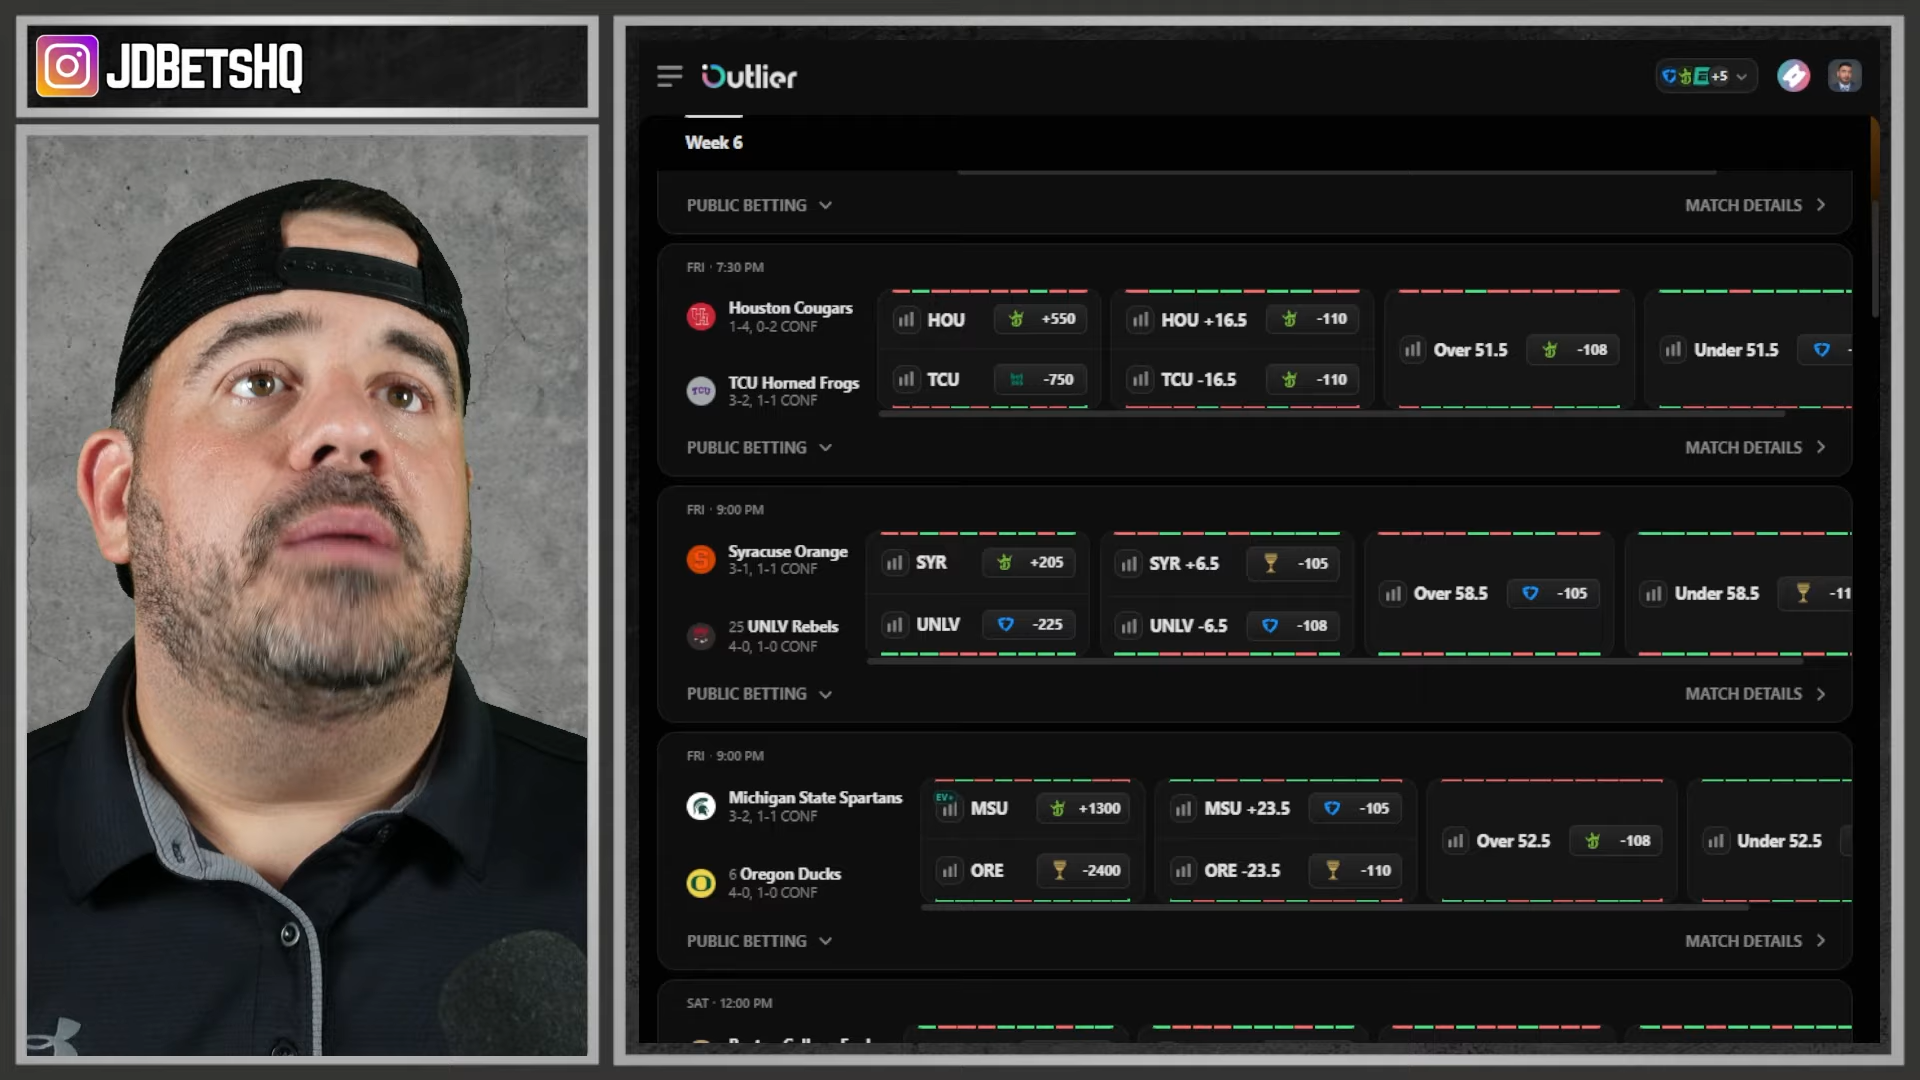 JDBETSHQ
Outlier
+5
Week 6
PUBLIC BETTING
MATCH DETAILS
FRI · 7:30 PM
Houston Cougars
1-4, 0-2 CONF
HOU
+550
HOU +16.5
-110
TCU
TCU Horned Frogs
3-2, 1-1 CONF
TCU
-750
TCU -16.5
-110
Over 51.5
-108
Under 51.5
PUBLIC BETTING
MATCH DETAILS
FRI · 9:00 PM
Syracuse Orange
3-1, 1-1 CONF
SYR
+205
SYR +6.5
-105
25 UNLV Rebels
4-0, 1-0 CONF
UNLV
-225
UNLV -6.5
-108
Over 58.5
-105
Under 58.5
-11
PUBLIC BETTING
MATCH DETAILS
FRI · 9:00 PM
Michigan State Spartans
3-2, 1-1 CONF
EV+
MSU
+1300
MSU +23.5
-105
6 Oregon Ducks
4-0, 1-0 CONF
ORE
-2400
ORE -23.5
-110
Over 52.5
-108
Under 52.5
PUBLIC BETTING
MATCH DETAILS
SAT · 12:00 PM